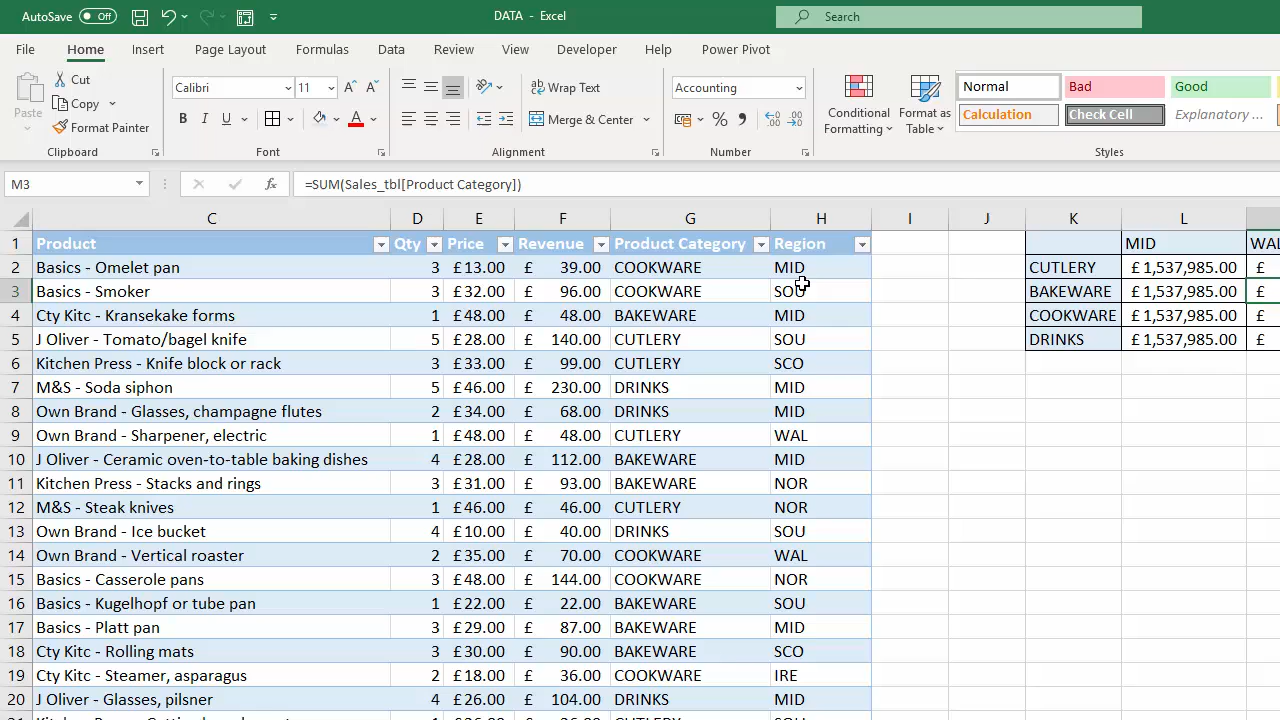 AutoSave Off DATA - Excel Search
File Home Insert Page Layout Formulas Data Review View Developer Help Power Pivot
Paste Cut Copy Format Painter Clipboard
Calibri 11 A A B I U A Font
ab Wrap Text Merge & Center Alignment
Accounting % , Number
Conditional Formatting Format as Table Normal Bad Good Calculation Check Cell Explanatory ... Styles
M3 fx =SUM(Sales_tbl[Product Category])
C D E F G H I J K L
1 Product Qty Price Revenue Product Category Region MID WAL
2 Basics - Omelet pan 3 £13.00 £ 39.00 COOKWARE MID CUTLERY £ 1,537,985.00 £
3 Basics - Smoker 3 £32.00 £ 96.00 COOKWARE SOU BAKEWARE £ 1,537,985.00 £
4 Cty Kitc - Kransekake forms 1 £48.00 £ 48.00 BAKEWARE MID COOKWARE £ 1,537,985.00 £
5 J Oliver - Tomato/bagel knife 5 £28.00 £ 140.00 CUTLERY SOU DRINKS £ 1,537,985.00 £
6 Kitchen Press - Knife block or rack 3 £33.00 £ 99.00 CUTLERY SCO
7 M&S - Soda siphon 5 £46.00 £ 230.00 DRINKS MID
8 Own Brand - Glasses, champagne flutes 2 £34.00 £ 68.00 DRINKS MID
9 Own Brand - Sharpener, electric 1 £48.00 £ 48.00 CUTLERY WAL
10 J Oliver - Ceramic oven-to-table baking dishes 4 £28.00 £ 112.00 BAKEWARE MID
11 Kitchen Press - Stacks and rings 3 £31.00 £ 93.00 BAKEWARE NOR
12 M&S - Steak knives 1 £46.00 £ 46.00 CUTLERY NOR
13 Own Brand - Ice bucket 4 £10.00 £ 40.00 DRINKS SOU
14 Own Brand - Vertical roaster 2 £35.00 £ 70.00 COOKWARE WAL
15 Basics - Casserole pans 3 £48.00 £ 144.00 COOKWARE NOR
16 Basics - Kugelhopf or tube pan 1 £22.00 £ 22.00 BAKEWARE SOU
17 Basics - Platt pan 3 £29.00 £ 87.00 BAKEWARE MID
18 Cty Kitc - Rolling mats 3 £30.00 £ 90.00 BAKEWARE SCO
19 Cty Kitc - Steamer, asparagus 2 £18.00 £ 36.00 COOKWARE IRE
20 J Oliver - Glasses, pilsner 4 £26.00 £ 104.00 DRINKS MID